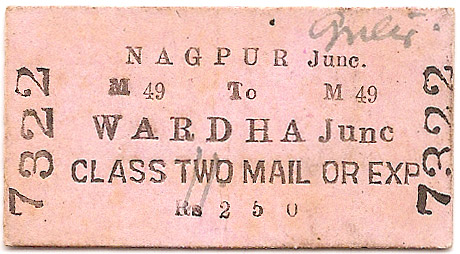 NAGPUR Junc.
M 49 To M 49
WARDHA Junc
CLASS TWO MAIL OR EXP
Rs 2 5 0
7322
7322